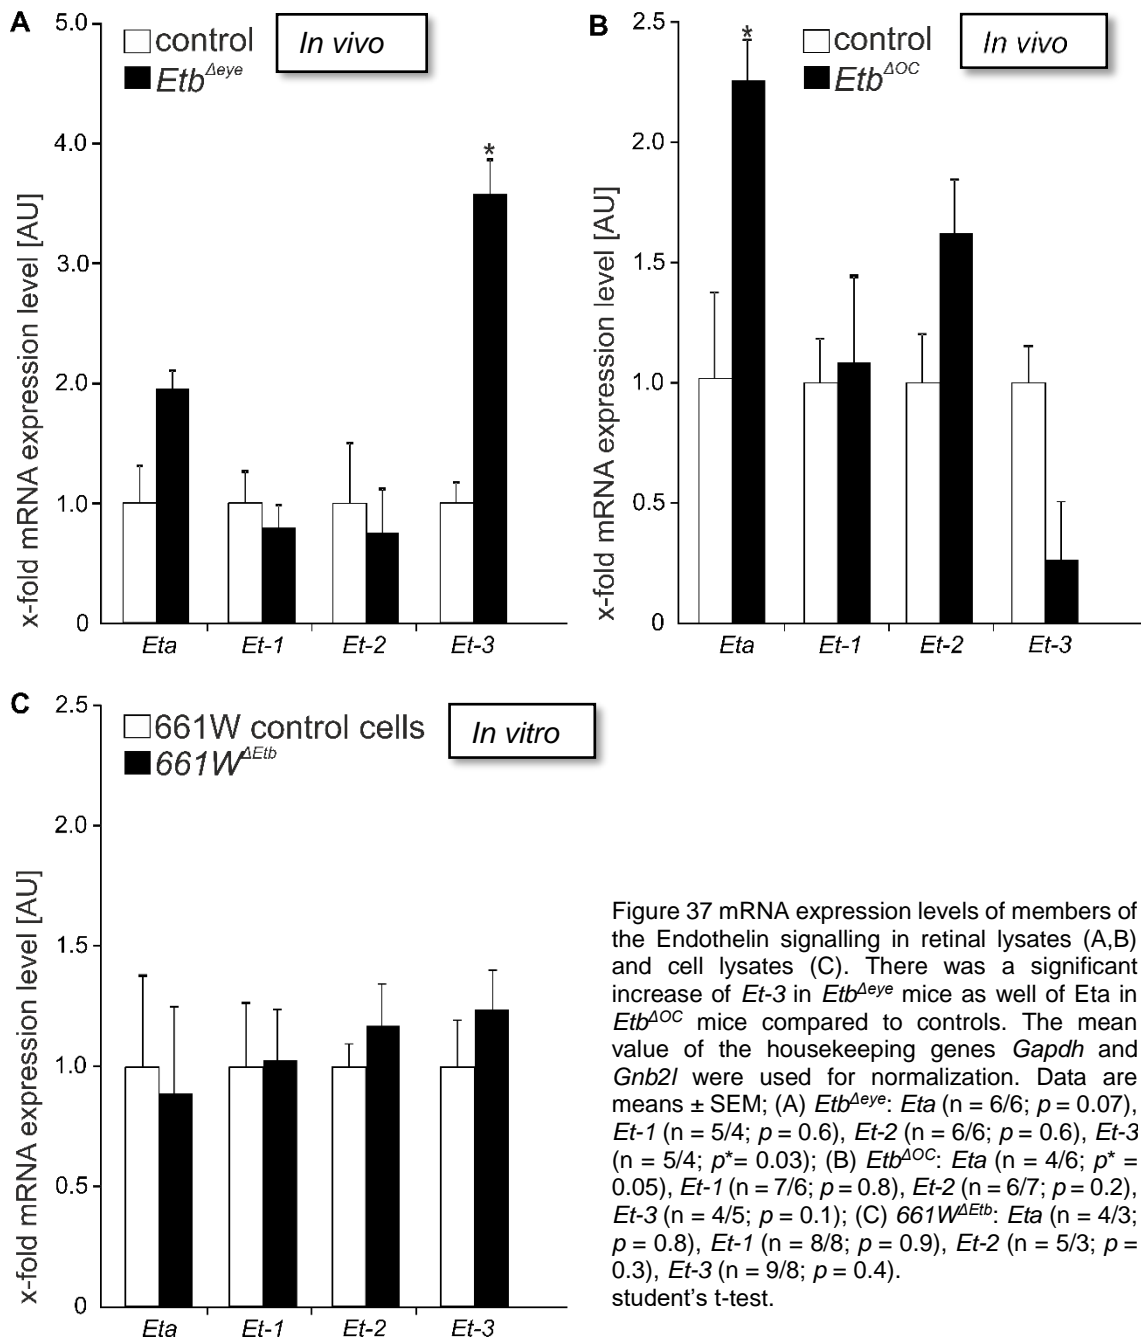 A
5.0
control
Etb^Δeye
In vivo
4.0
3.0
2.0
1.0
0
x-fold mRNA expression level [AU]
*
Eta Et-1 Et-2 Et-3
B
2.5
control
Etb^ΔOC
In vivo
2.0
1.5
1.0
0.5
0
x-fold mRNA expression level [AU]
*
Eta Et-1 Et-2 Et-3
C
2.5
661W control cells
661W^ΔEtb
In vitro
2.0
1.5
1.0
0.5
0
x-fold mRNA expression level [AU]
Eta Et-1 Et-2 Et-3
Figure 37 mRNA expression levels of members of
the Endothelin signalling in retinal lysates (A,B)
and cell lysates (C). There was a significant
increase of Et-3 in Etb^Δeye mice as well of Eta in
Etb^ΔOC mice compared to controls. The mean
value of the housekeeping genes Gapdh and
Gnb2l were used for normalization. Data are
means ± SEM; (A) Etb^Δeye: Eta (n = 6/6; p = 0.07),
Et-1 (n = 5/4; p = 0.6), Et-2 (n = 6/6; p = 0.6), Et-3
(n = 5/4; p*= 0.03); (B) Etb^ΔOC: Eta (n = 4/6; p* =
0.05), Et-1 (n = 7/6; p = 0.8), Et-2 (n = 6/7; p = 0.2),
Et-3 (n = 4/5; p = 0.1); (C) 661W^ΔEtb: Eta (n = 4/3;
p = 0.8), Et-1 (n = 8/8; p = 0.9), Et-2 (n = 5/3; p =
0.3), Et-3 (n = 9/8; p = 0.4).
student's t-test.